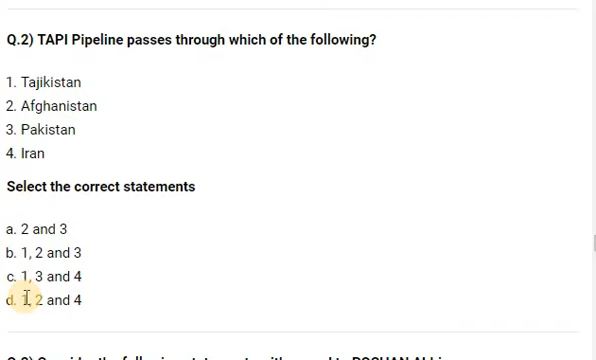 Q.2) TAPI Pipeline passes through which of the following?
1. Tajikistan
2. Afghanistan
3. Pakistan
4. Iran
Select the correct statements
a. 2 and 3
b. 1, 2 and 3
c. 1, 3 and 4
d. 1, 2 and 4